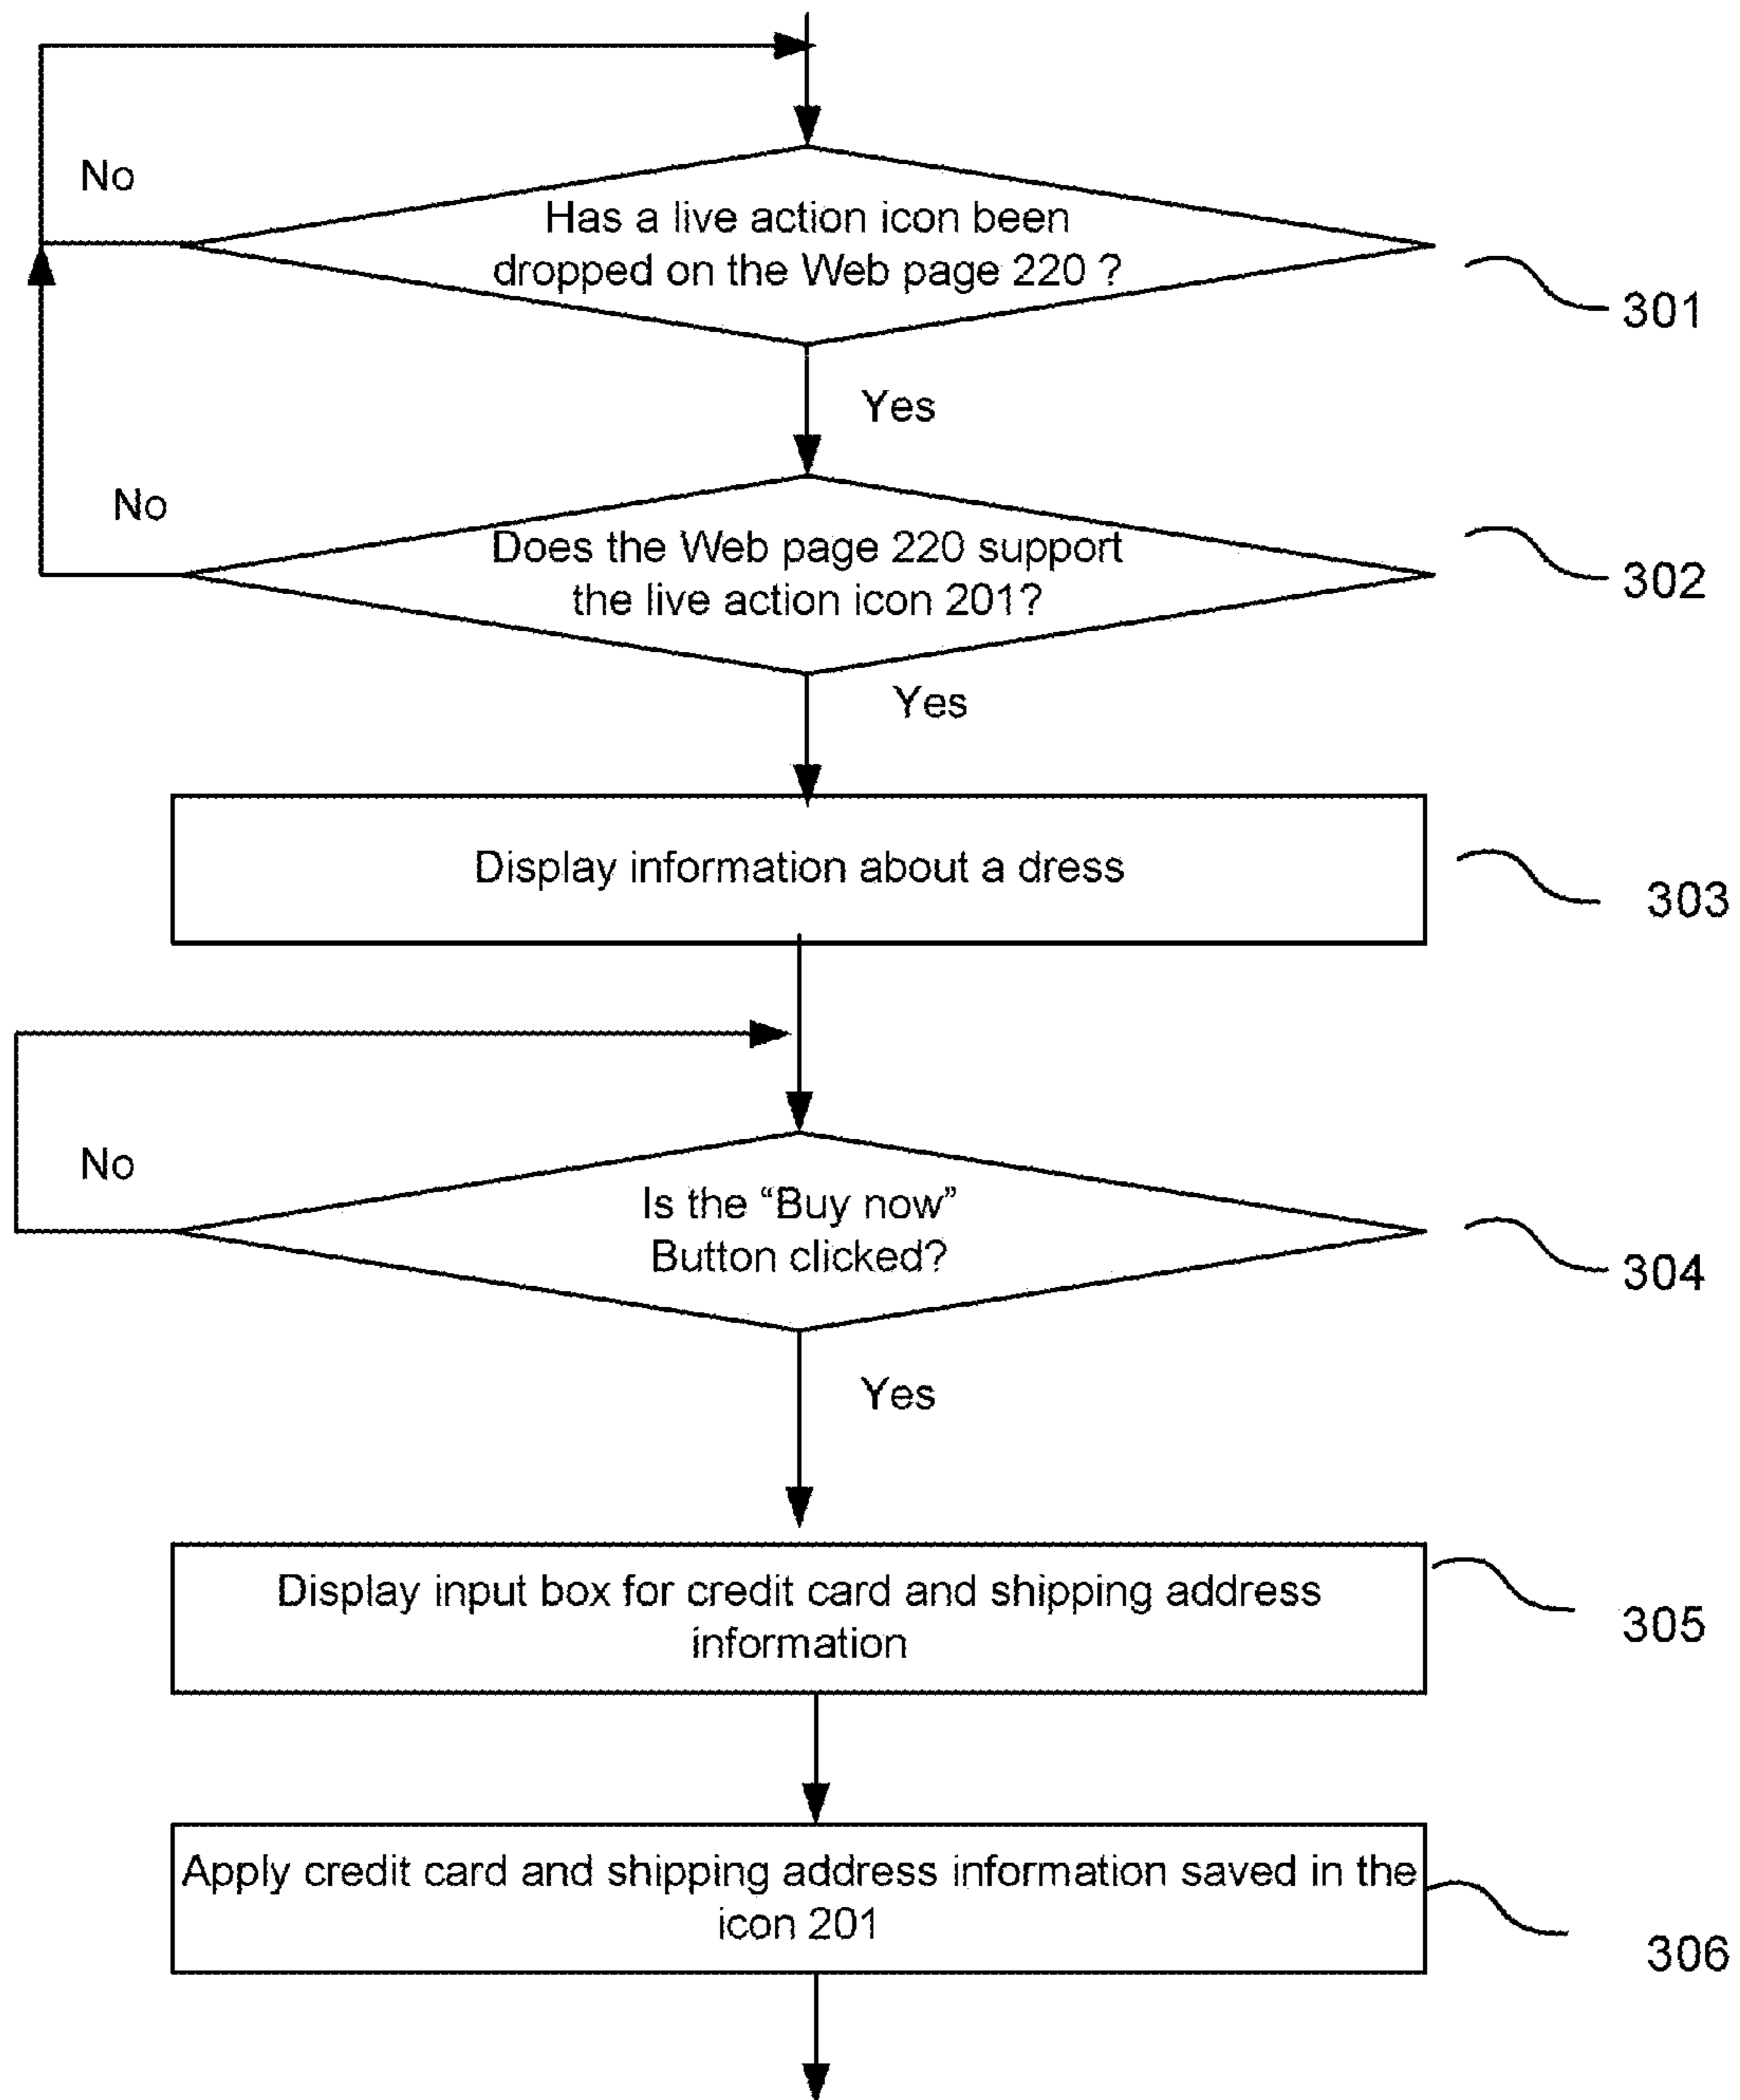 No
Has a live action icon been
dropped on the Web page 220 ?
301
Yes
No
Does the Web page 220 support
the live action icon 201?
302
Yes
Display information about a dress
303
No
Is the “Buy now”
Button clicked?
304
Yes
Display input box for credit card and shipping address
information
305
Apply credit card and shipping address information saved in the
icon 201
306